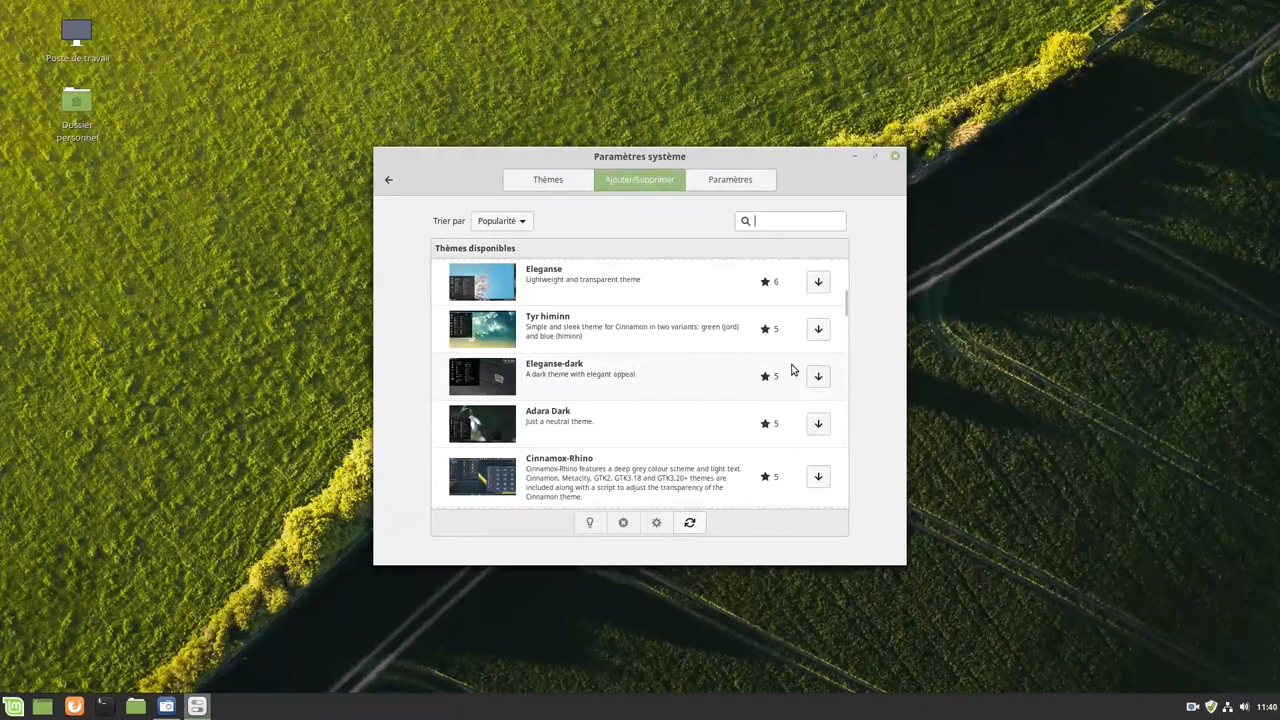 Poste de travail
Dossier
personnel
Paramètres système
Thèmes
Ajouter/Supprimer
Paramètres
Trier par
Popularité
Thèmes disponibles
Eleganse
Lightweight and transparent theme
6
Tyr himinn
Simple and sleek theme for Cinnamon in two variants: green (jord)
and blue (himinn)
5
Eleganse-dark
A dark theme with elegant appeal
5
Adara Dark
Just a neutral theme.
5
Cinnamox-Rhino
Cinnamox-Rhino features a deep grey colour scheme and light text.
Cinnamon, Metacity, GTK2, GTK3.18 and GTK3.20+ themes are
included along with a script to adjust the transparency of the
Cinnamon theme.
5
11:40